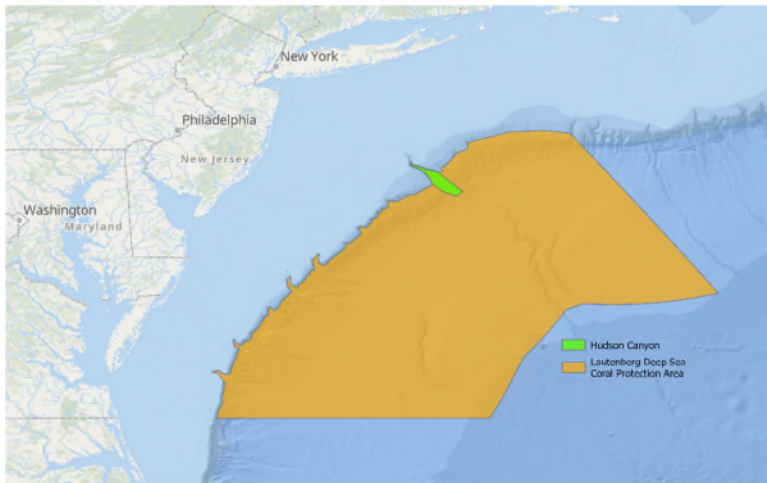 New York
Philadelphia
New Jersey
Washington
Maryland
Hudson Canyon
Lautenberg Deep Sea
Coral Protection Area